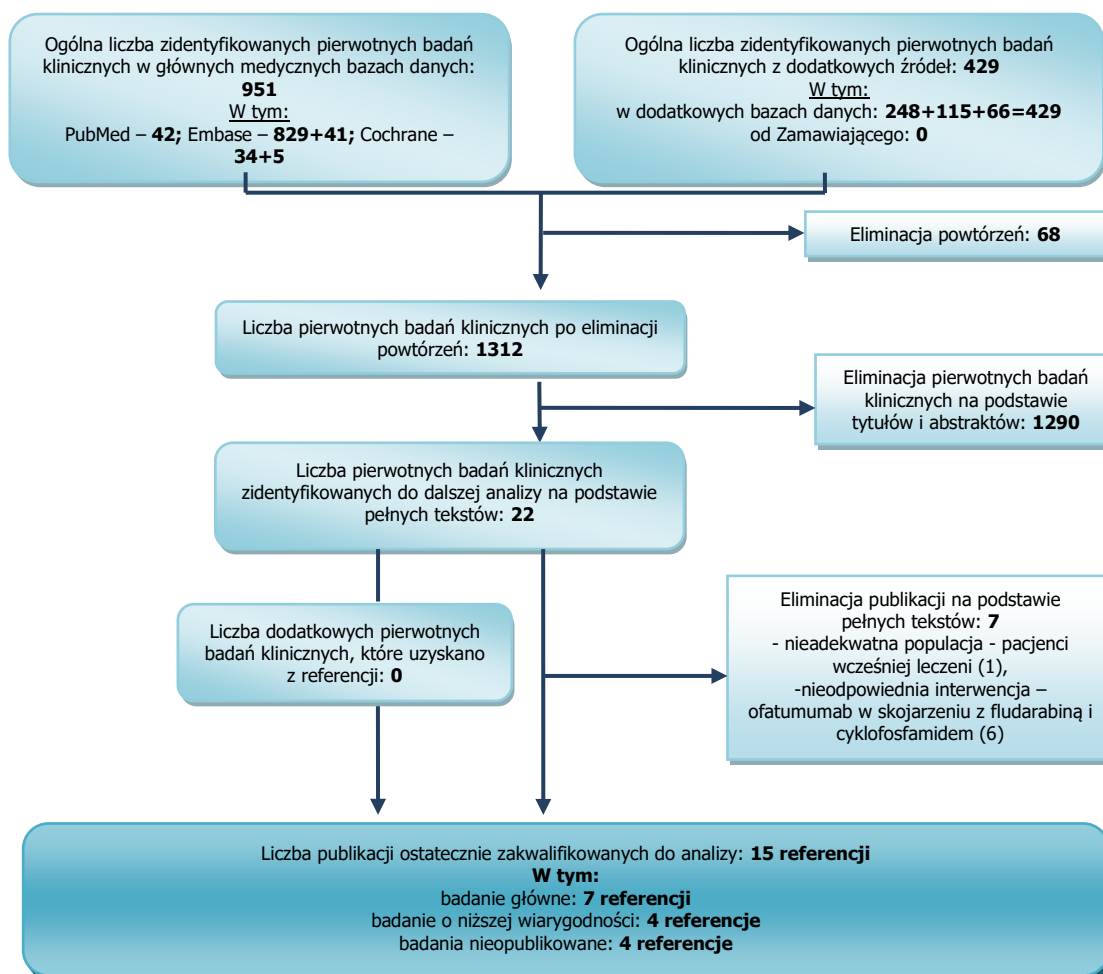 Ogólna liczba zidentyfikowanych pierwotnych badań
klinicznych w głównych medycznych bazach danych:
951
W tym:
PubMed – 42; Embase – 829+41; Cochrane –
34+5
Ogólna liczba zidentyfikowanych pierwotnych badań
klinicznych z dodatkowych źródeł: 429
W tym:
w dodatkowych bazach danych: 248+115+66=429
od Zamawiającego: 0
Eliminacja powtórzeń: 68
Liczba pierwotnych badań klinicznych po eliminacji
powtórzeń: 1312
Eliminacja pierwotnych badań
klinicznych na podstawie
tytułów i abstraktów: 1290
Liczba pierwotnych badań klinicznych
zidentyfikowanych do dalszej analizy na podstawie
pełnych tekstów: 22
Liczba dodatkowych pierwotnych
badań klinicznych, które uzyskano
z referencji: 0
Eliminacja publikacji na podstawie
pełnych tekstów: 7
- nieadekwatna populacja - pacjenci
wcześniej leczeni (1),
-nieodpowiednia interwencja –
ofatumumab w skojarzeniu z fludarabiną i
cyklofosfamidem (6)
Liczba publikacji ostatecznie zakwalifikowanych do analizy: 15 referencji
W tym:
badanie główne: 7 referencji
badanie o niższej wiarygodności: 4 referencje
badania nieopublikowane: 4 referencje